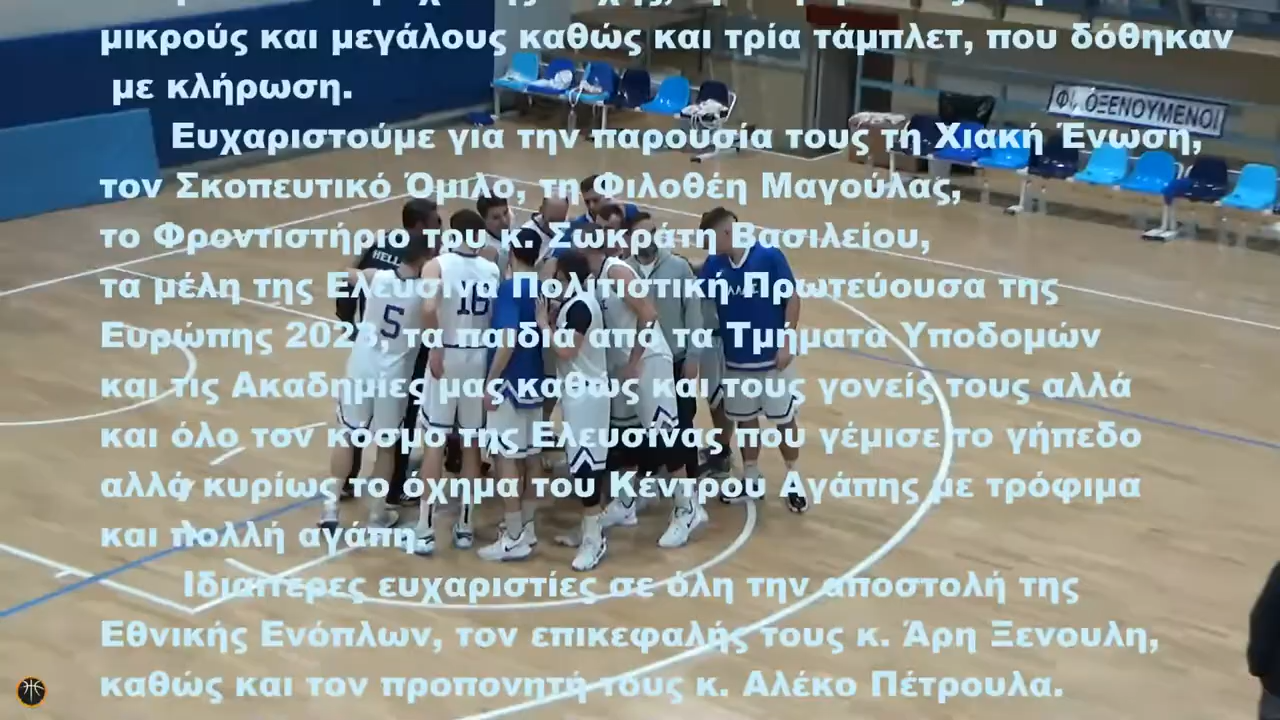 μικρούς και μεγάλους καθώς και τρία τάμπλετ, που δόθηκαν
με κλήρωση.
Ευχαριστούμε για την παρουσία τους τη Χιακή Ένωση,
τον Σκοπευτικό Όμιλο, τη Φιλοθέη Μαγούλας,
το Φροντιστήριο του κ. Σωκράτη Βασιλείου,
τα μέλη της Ελευσίνα Πολιτιστική Πρωτεύουσα της
Ευρώπης 2023, τα παιδιά από τα Τμήματα Υποδομών
και τις Ακαδημίες μας καθώς και τους γονείς τους αλλά
και όλο τον κόσμο της Ελευσίνας που γέμισε το γήπεδο
αλλά κυρίως το όχημα του Κέντρου Αγάπης με τρόφιμα
και πολλή αγάπη.
Ιδιαίτερες ευχαριστίες σε όλη την αποστολή της
Εθνικής Ενόπλων, τον επικεφαλής τους κ. Άρη Ξενουλη,
καθώς και τον προπονητή τους κ. Αλέκο Πέτρουλα.
ΦΙΛΟΞΕΝΟΥΜΕΝΟΙ
5
16